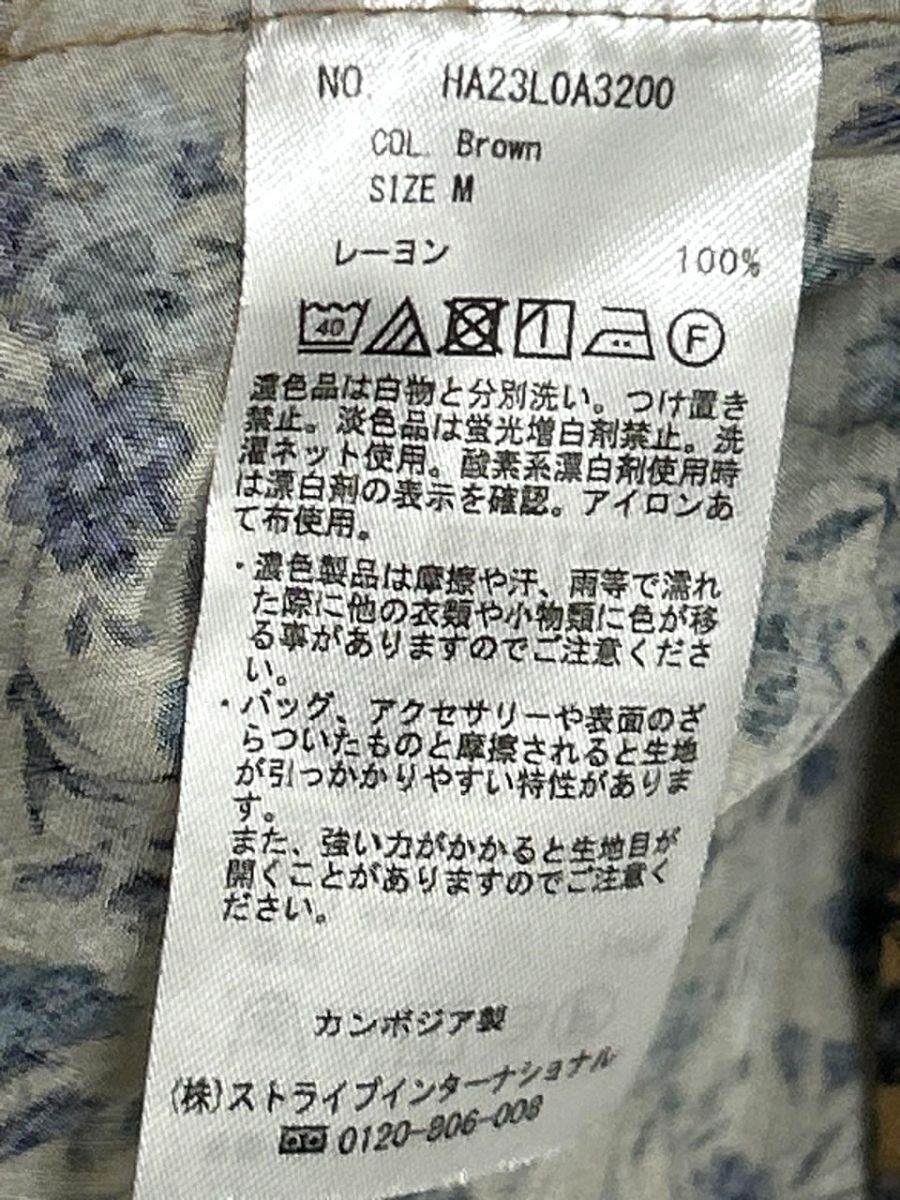 NO. HA23L0A3200
COL. Brown
SIZE M
レーヨン 100%
40
F
濃色品は白物と分別洗い。つけ置き
禁止。淡色品は蛍光増白剤禁止。洗
濯ネット使用。酸素系漂白剤使用時
は漂白剤の表示を確認。アイロンあ
て布使用。
・濃色製品は摩擦や汗、雨等で濡れ
た際に他の衣類や小物類に色が移
る事がありますのでご注意くださ
い。
・バッグ、アクセサリーや表面のざ
らついたものと摩擦されると生地
が引っかかりやすい特性がありま
す。
また、強い力がかかると生地目が
開くことがありますのでご注意く
ださい。
カンボジア製
(株)ストライプインターナショナル
0120-806-008